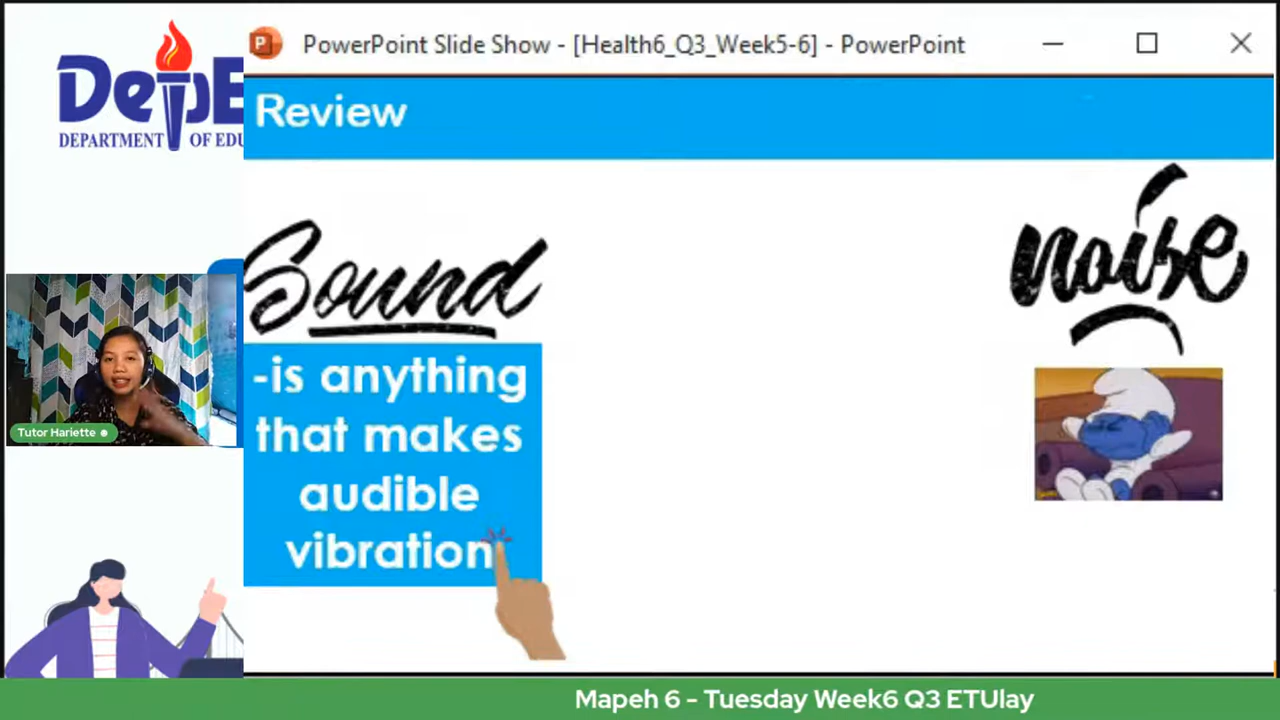 DepE
DEPARTMENT OF EDU
PowerPoint Slide Show - [Health6_Q3_Week5-6] - PowerPoint
Review
Sound
-is anything
that makes
audible
vibration
noise
Tutor Hariette
Mapeh 6 - Tuesday Week6 Q3 ETUlay